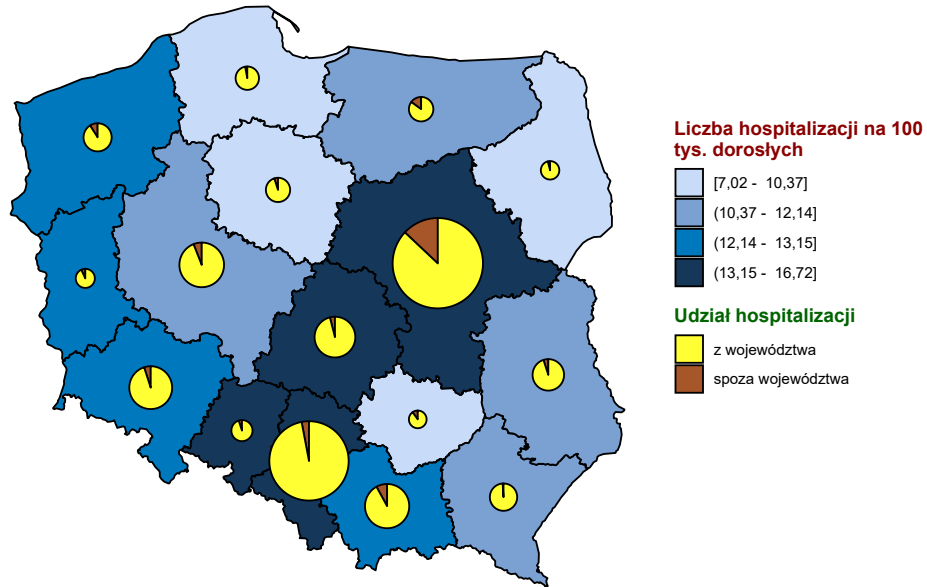 Liczba hospitalizacji na 100
tys. dorosłych
[7,02 - 10,37]
(10,37 - 12,14]
(12,14 - 13,15]
(13,15 - 16,72]
Udział hospitalizacji
z województwa
spoza województwa